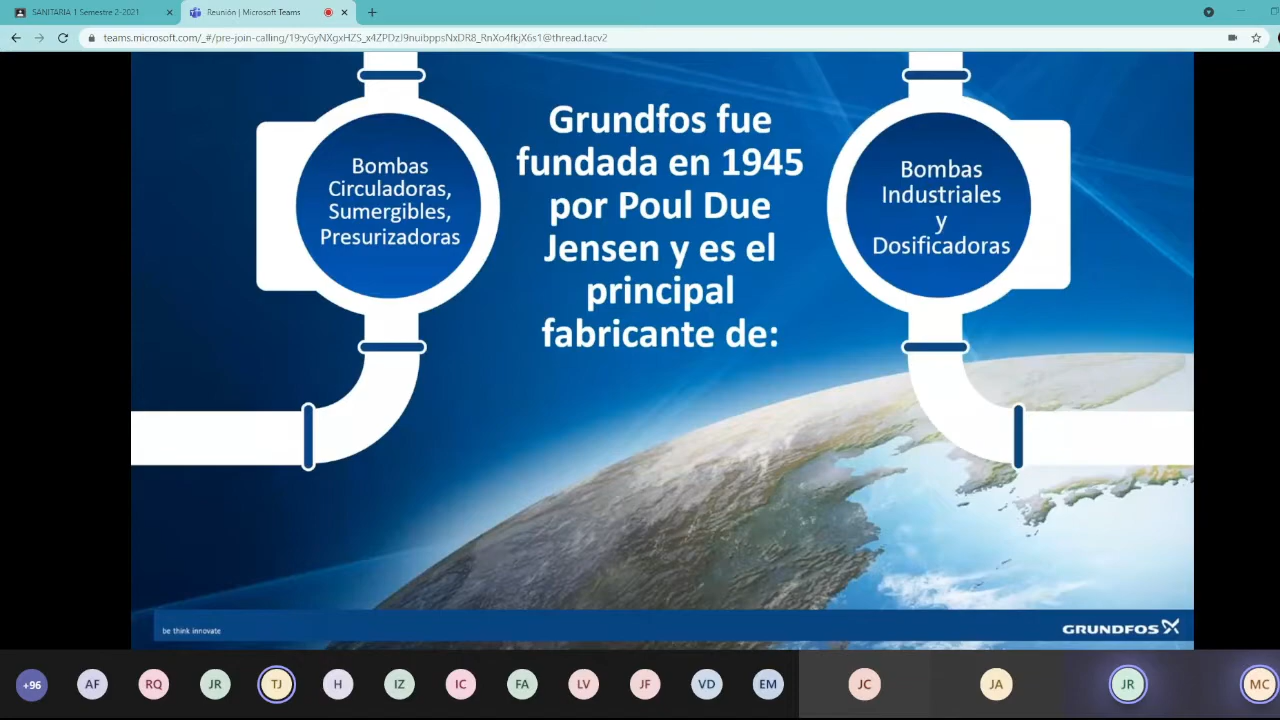 SANITARIA 1 Semestre 2-2021
Reunión | Microsoft Teams
teams.microsoft.com/_#/pre-join-calling/19:yGyNXgxHZS_x4ZPDzJ9nuibppsNxDR8_RnXo4fkjX6s1@thread.tacv2
Bombas
Circuladoras,
Sumergibles,
Presurizadoras
Grundfos fue
fundada en 1945
por Poul Due
Jensen y es el
principal
fabricante de:
Bombas
Industriales
y
Dosificadoras
be think innovate
GRUNDFOS
+96
AF
RQ
JR
TJ
H
IZ
IC
FA
LV
JF
VD
EM
JC
JA
JR
MC